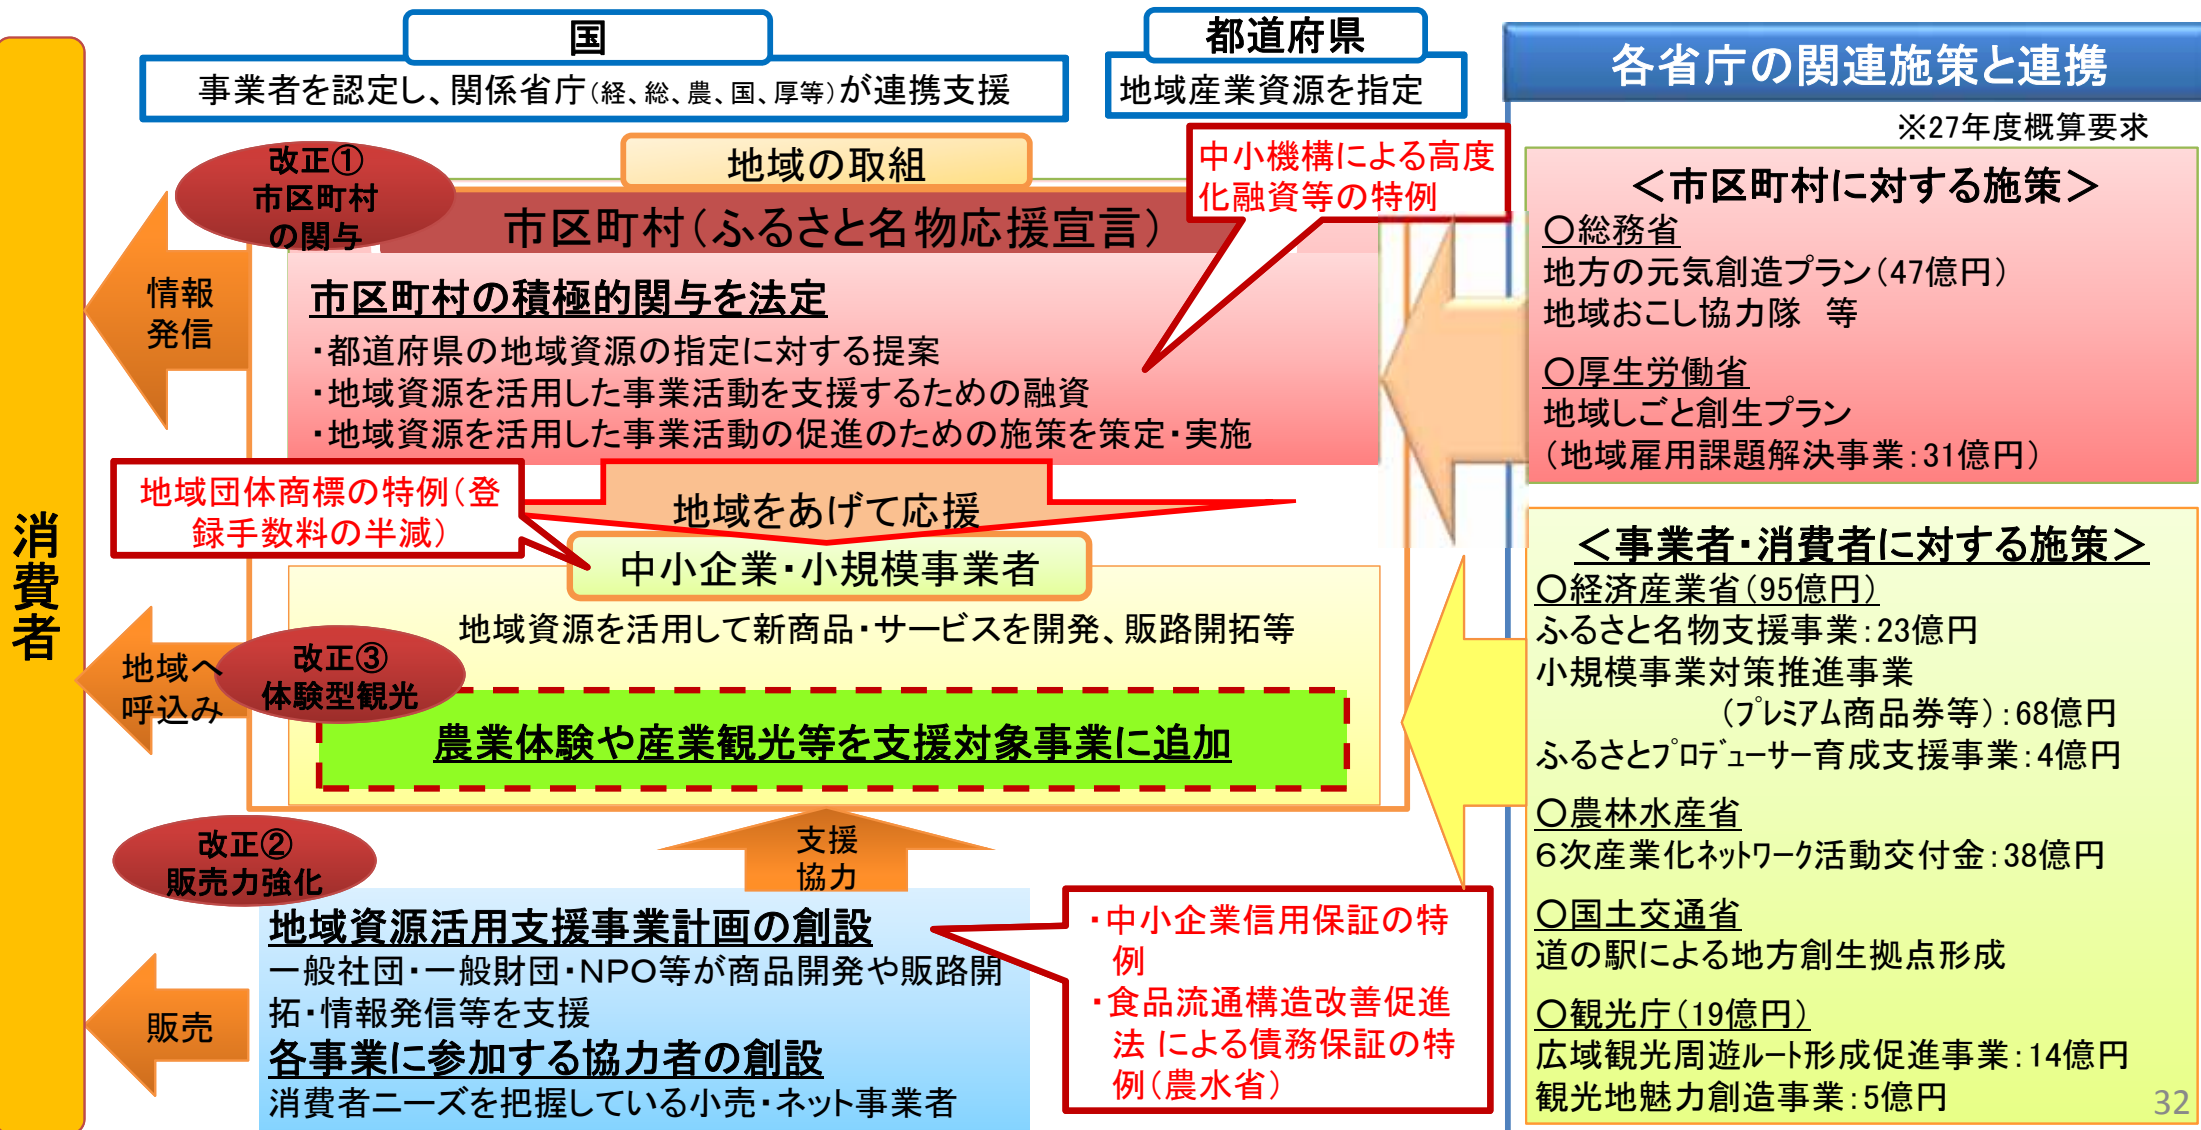 国
事業者を認定し、関係省庁(経、総、農、国、厚等)が連携支援
都道府県
地域産業資源を指定
各省庁の関連施策と連携
※27年度概算要求
消費者
改正①
市区町村
の関与
地域の取組
市区町村(ふるさと名物応援宣言)
中小機構による高度
化融資等の特例
情報
発信
市区町村の積極的関与を法定
・都道府県の地域資源の指定に対する提案
・地域資源を活用した事業活動を支援するための融資
・地域資源を活用した事業活動の促進のための施策を策定・実施
地域団体商標の特例(登
録手数料の半減)
地域をあげて応援
中小企業・小規模事業者
地域資源を活用して新商品・サービスを開発、販路開拓等
地域へ
呼込み
改正③
体験型観光
農業体験や産業観光等を支援対象事業に追加
支援
協力
改正②
販売力強化
販売
地域資源活用支援事業計画の創設
一般社団・一般財団・NPO等が商品開発や販路開
拓・情報発信等を支援
各事業に参加する協力者の創設
消費者ニーズを把握している小売・ネット事業者
・中小企業信用保証の特
例
・食品流通構造改善促進
法 による債務保証の特
例(農水省)
<市区町村に対する施策>
○総務省
地方の元気創造プラン(47億円)
地域おこし協力隊 等
○厚生労働省
地域しごと創生プラン
(地域雇用課題解決事業:31億円)
<事業者・消費者に対する施策>
○経済産業省(95億円)
ふるさと名物支援事業:23億円
小規模事業対策推進事業
(プレミアム商品券等):68億円
ふるさとプロデューサー育成支援事業:4億円
○農林水産省
6次産業化ネットワーク活動交付金:38億円
○国土交通省
道の駅による地方創生拠点形成
○観光庁(19億円)
広域観光周遊ルート形成促進事業:14億円
観光地魅力創造事業:5億円
32